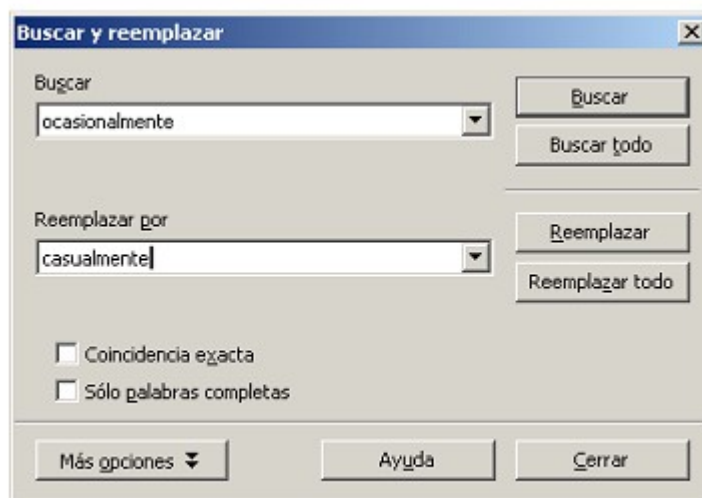 Buscar y reemplazar
Buscar
ocasionalmente
Buscar
Buscar todo
Reemplazar por
casualmente
Reemplazar
Reemplazar todo
Coincidencia exacta
Sólo palabras completas
Más opciones
Ayuda
Cerrar